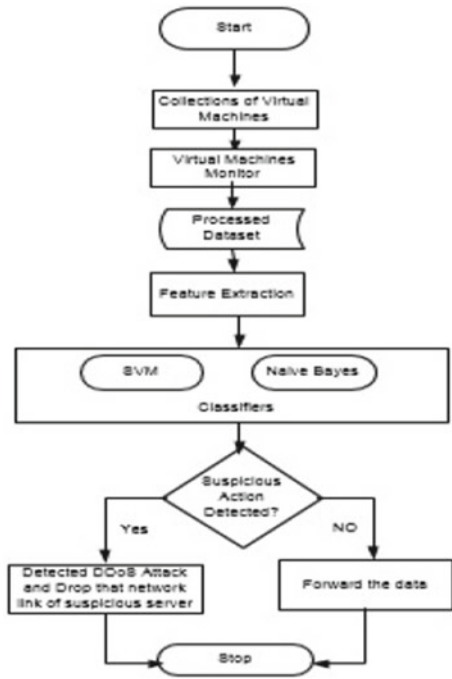 Start
Collections of Virtual
Machines
Virtual Machines
Monitor
Processed
Dataset
Feature Extraction
SVM
Naive Bayes
Classifiers
Suspicious
Action
Detected?
Yes
NO
Detected DDoS Attack
and Drop that network
link of suspicious server
Forward the data
Stop